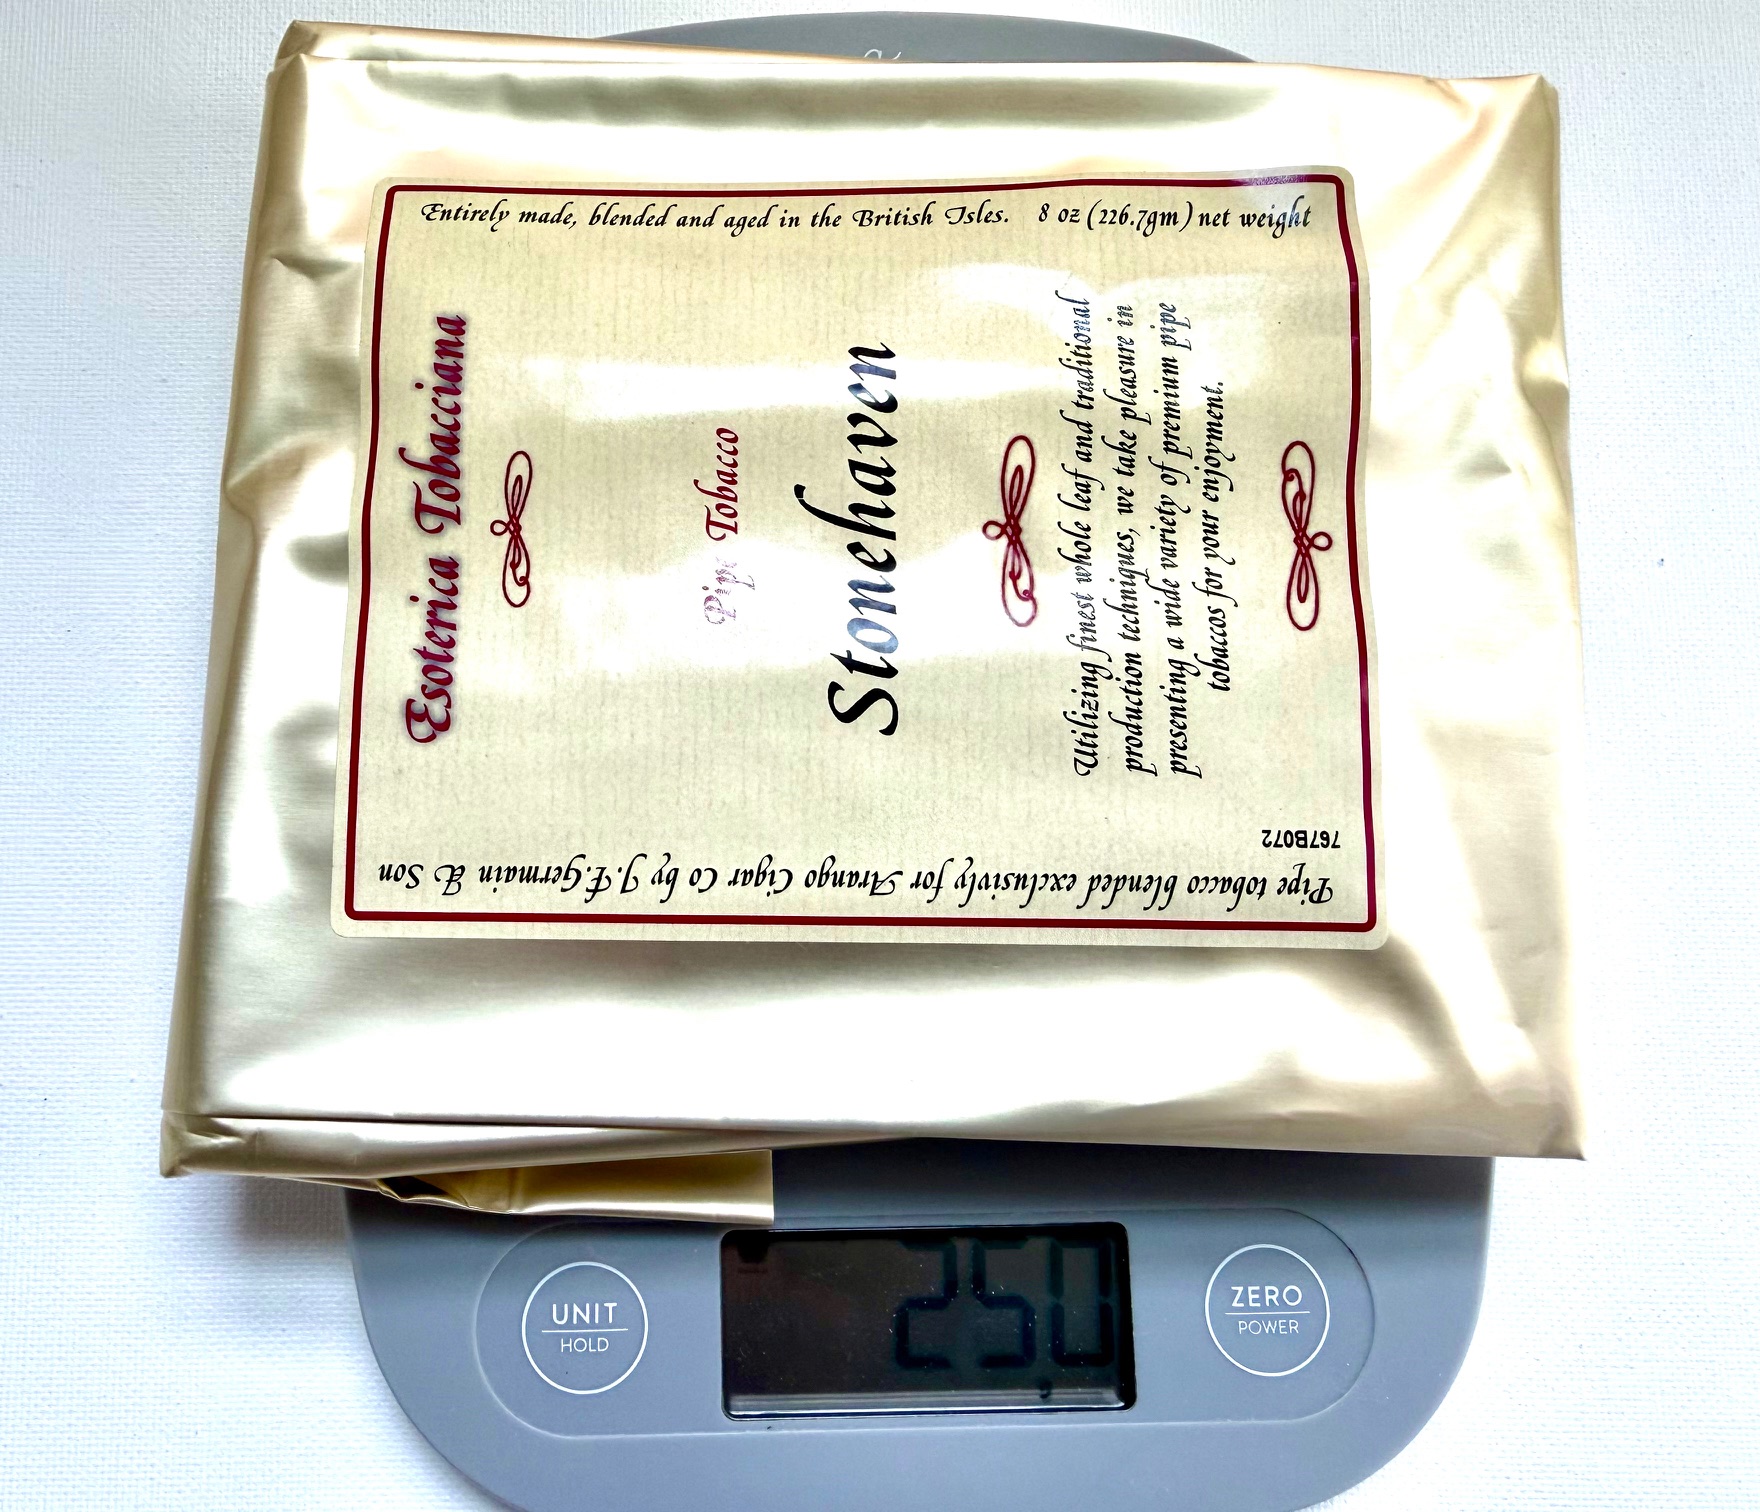 Entirely made, blended and aged in the British Isles. 8 oz (226.7gm) net weight
Esoterica Tobacciana
Pipe Tobacco
Stonehaven
Utilizing finest whole leaf and traditional
production techniques, we take pleasure in
presenting a wide variety of premium pipe
tobaccos for your enjoyment.
767B072
Pipe tobacco blended exclusively for Arango Cigar Co by J.F.Germain & Son
250
UNIT
HOLD
ZERO
POWER